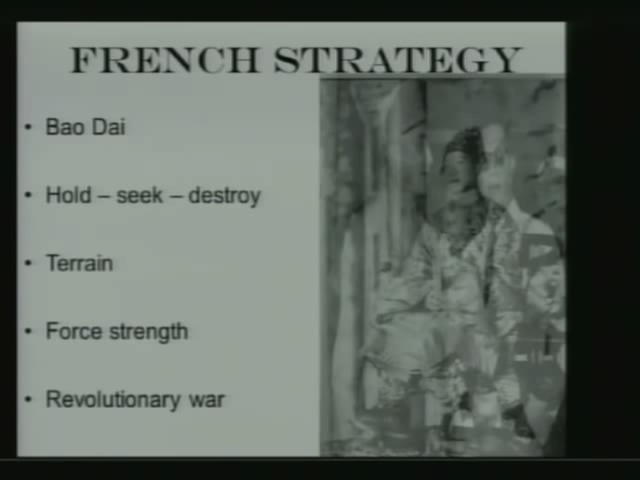 FRENCH STRATEGY
• Bao Dai
• Hold – seek – destroy
• Terrain
• Force strength
• Revolutionary war